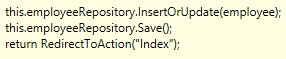 this.employeeRepository.InsertOrUpdate(employee);
this.employeeRepository.Save();
return RedirectToAction("Index");